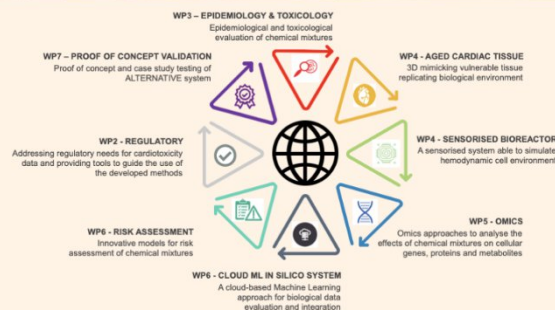 WP3 – EPIDEMIOLOGY & TOXICOLOGY
Epidemiological and toxicological
evaluation of chemical mixtures
WP7 – PROOF OF CONCEPT VALIDATION
Proof of concept and case study testing of
ALTERNATIVE system
WP4 - AGED CARDIAC TISSUE
3D mimicking vulnerable tissue
replicating biological environment
WP2 - REGULATORY
Addressing regulatory needs for cardiotoxicity
data and providing tools to guide the use of
the developed methods
WP4 - SENSORISED BIOREACTOR
A sensorised system able to simulate
hemodynamic cell environment
WP6 - RISK ASSESSMENT
Innovative models for risk
assessment of chemical mixtures
WP5 - OMICS
Omics approaches to analyse the
effects of chemical mixtures on cellular
genes, proteins and metabolites
WP6 - CLOUD ML IN SILICO SYSTEM
A cloud-based Machine Learning
approach for biological data
evaluation and integration